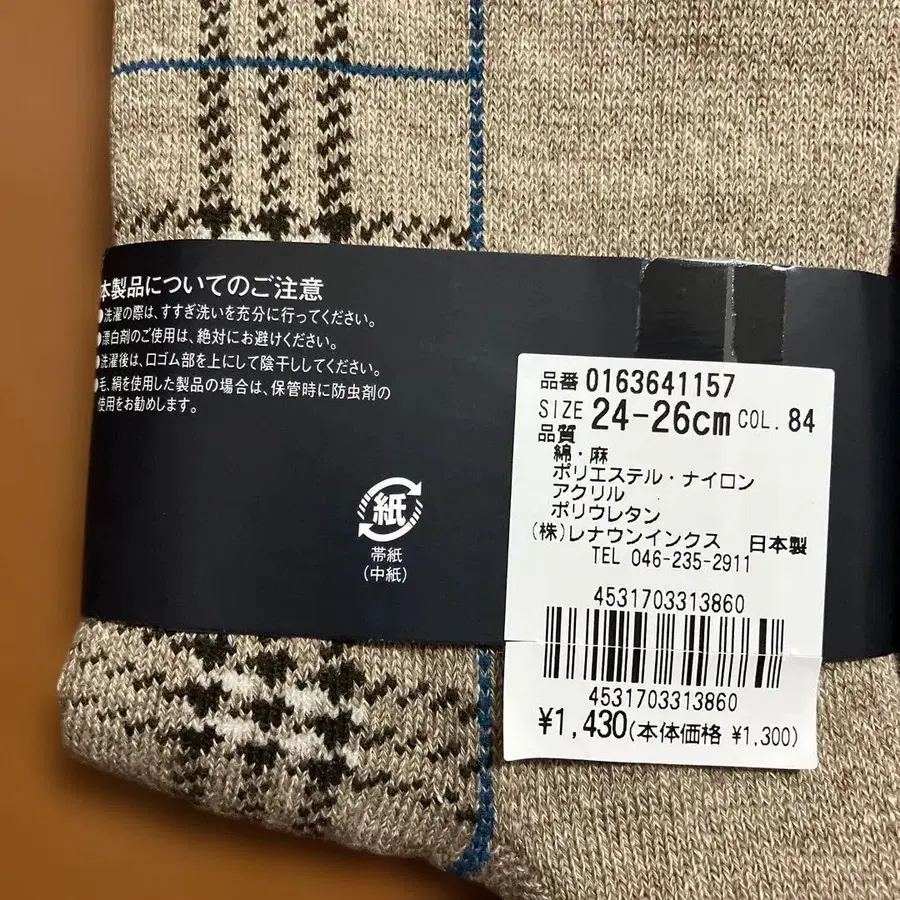 本製品についてのご注意
●洗濯の際は、すすぎ洗いを充分に行ってください。
●漂白剤のご使用は、絶対にお避けください。
●洗濯後は、口ゴム部を上にして陰干ししてください。
●毛、絹を使用した製品の場合は、保管時に防虫剤の
使用をお勧めします。
紙
帯紙
(中紙)
品番 0163641157
SIZE 24-26cm COL. 84
品質
綿・麻
ポリエステル・ナイロン
アクリル
ポリウレタン
(株)レナウンインクス 日本製
TEL 046-235-2911
4531703313860
4531703313860
¥1,430(本体価格 ¥1,300)